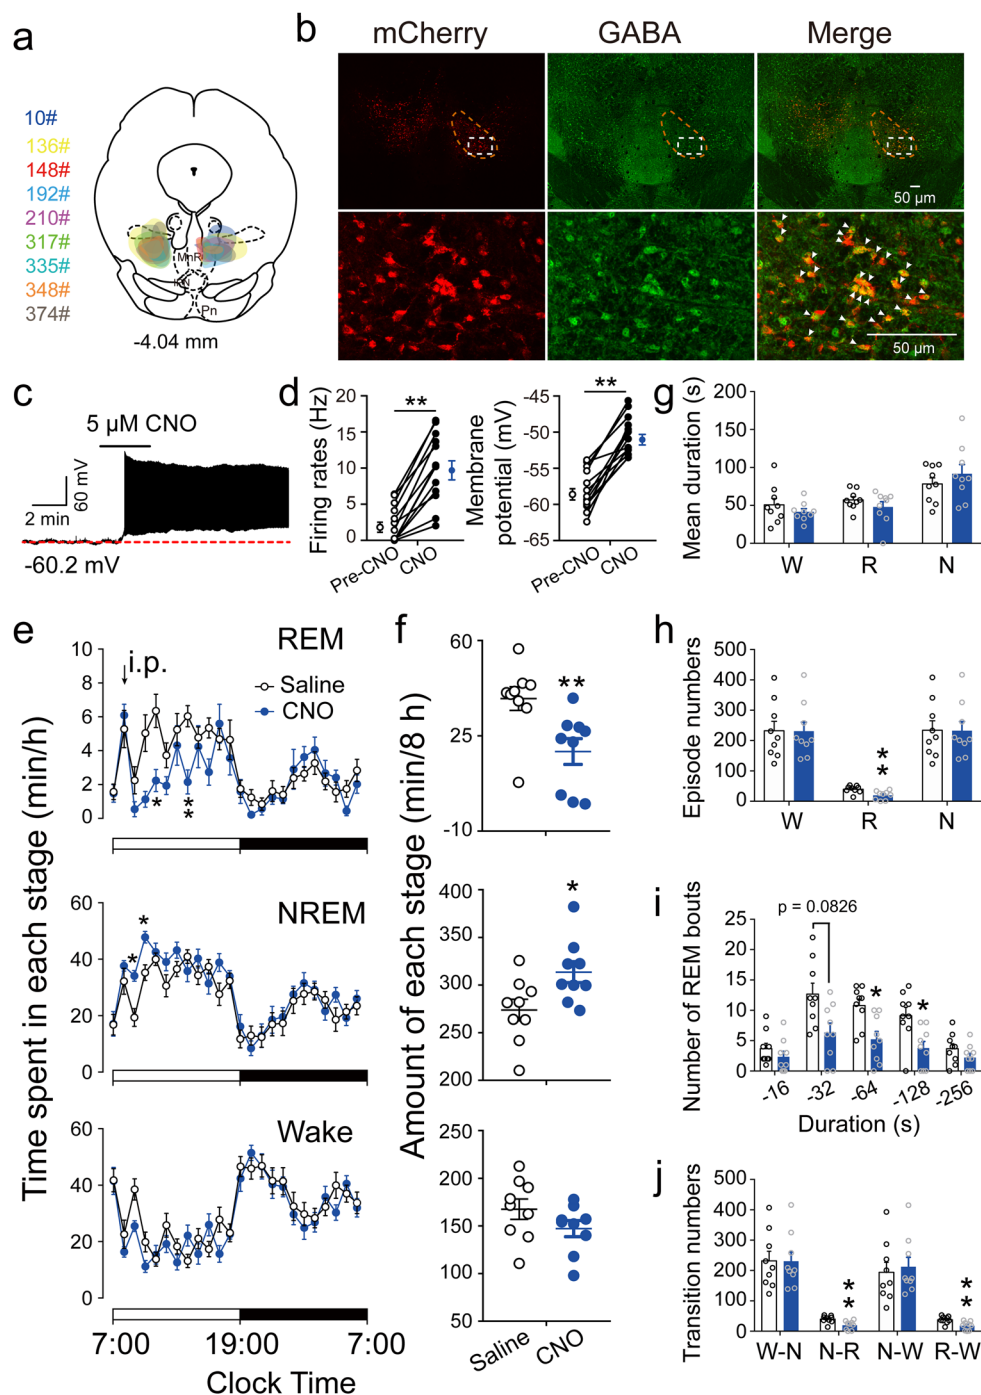 a
10#
136#
148#
192#
210#
317#
335#
348#
374#
MnR
Pn
-4.04 mm
b
mCherry
GABA
Merge
50 µm
50 µm
c
5 µM CNO
60 mV
2 min
-60.2 mV
d
Firing rates (Hz)
20
15
10
5
0
**
Pre-CNO
CNO
Membrane
potential (mV)
-45
-50
-55
-60
-65
**
Pre-CNO
CNO
g
Mean duration (s)
200
150
100
50
0
W
R
N
e
Time spent in each stage (min/h)
REM
i.p.
Saline
CNO
10
8
6
4
2
0
*
*
*
NREM
60
40
20
0
*
*
Wake
60
40
20
0
7:00
19:00
7:00
Clock Time
f
Amount of each stage (min/8 h)
60
25
-10
**
400
350
300
250
200
*
250
200
150
100
50
Saline
CNO
h
Episode numbers
500
400
300
200
100
0
*
*
W
R
N
i
Number of REM bouts
25
20
15
10
5
0
p = 0.0826
*
*
-16
-32
-64
-128
-256
Duration (s)
j
Transition numbers
500
400
300
200
100
0
*
*
*
*
W-N
N-R
N-W
R-W